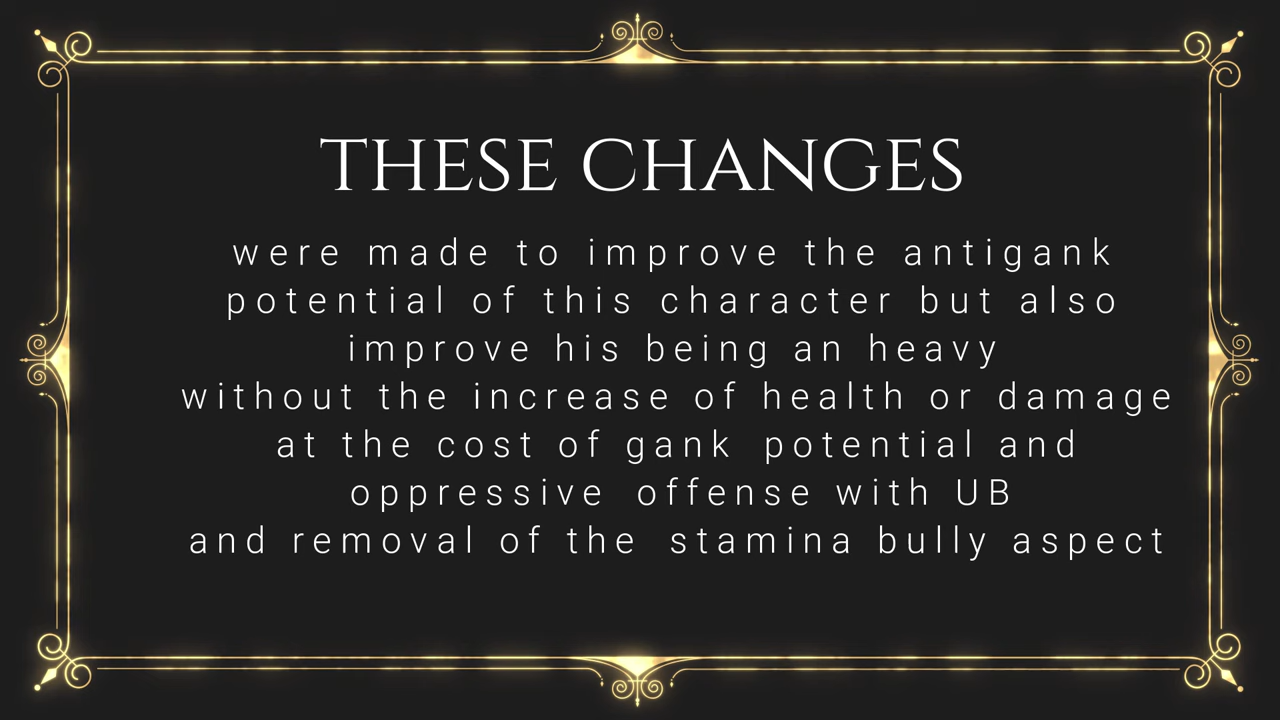 THESE CHANGES
were made to improve the antigank
potential of this character but also
improve his being an heavy
without the increase of health or damage
at the cost of gank potential and
oppressive offense with UB
and removal of the stamina bully aspect